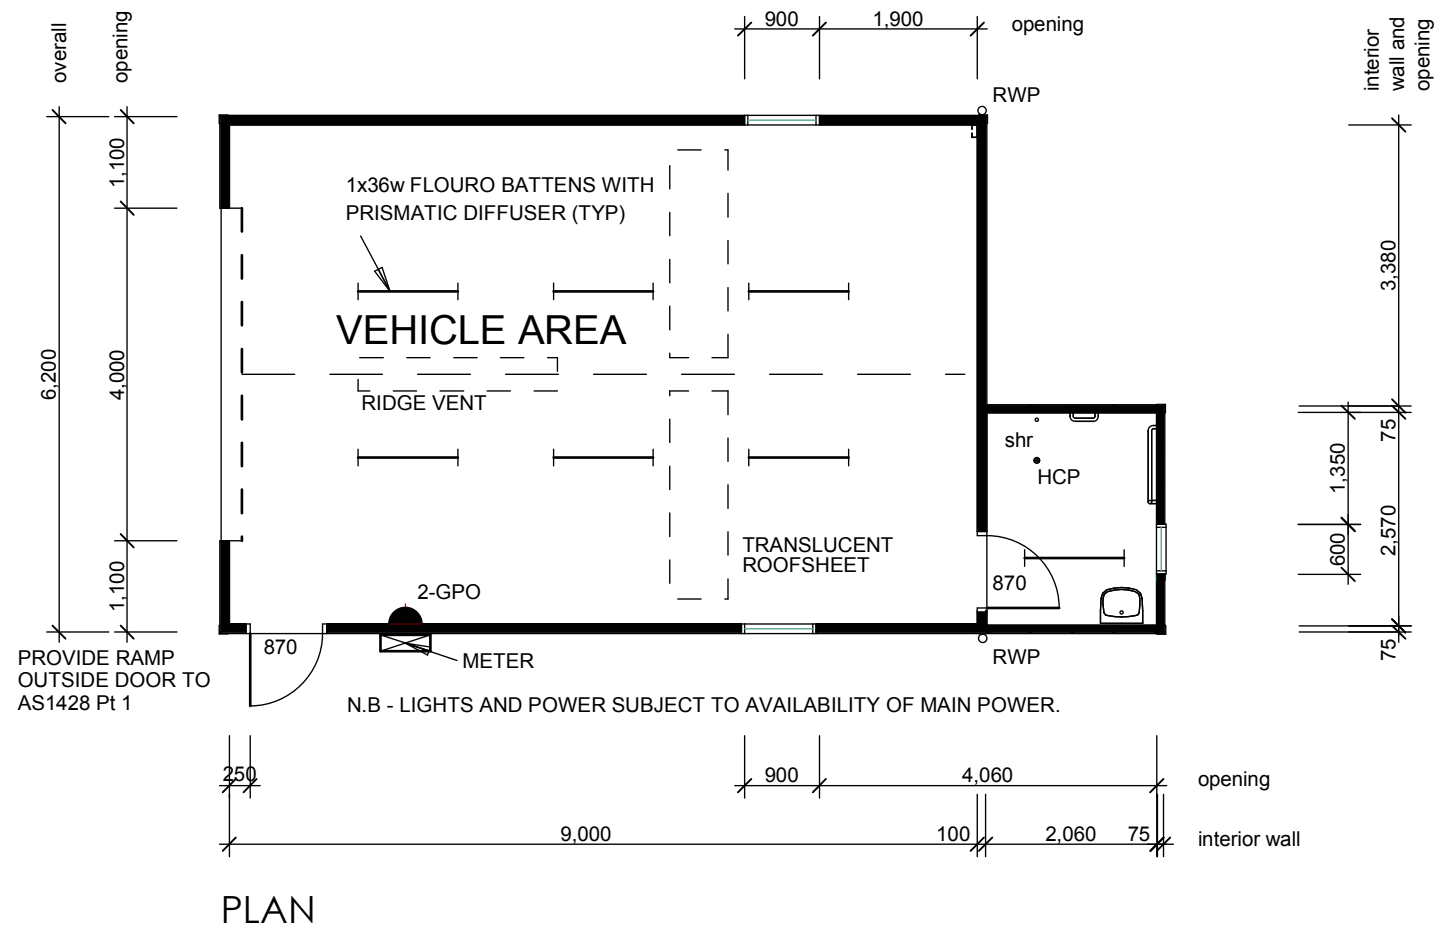 overall
opening
900
1,900
opening
interior
wall and
opening
RWP
1,100
1x36w FLOURO BATTENS WITH
PRISMATIC DIFFUSER (TYP)
3,380
VEHICLE AREA
6,200
4,000
RIDGE VENT
shr
HCP
75
1,350
2,570
600
TRANSLUCENT
ROOFSHEET
870
1,100
2-GPO
75
870
METER
RWP
PROVIDE RAMP
OUTSIDE DOOR TO
AS1428 Pt 1
N.B - LIGHTS AND POWER SUBJECT TO AVAILABILITY OF MAIN POWER.
250
900
4,060
opening
9,000
100
2,060
75
interior wall
PLAN